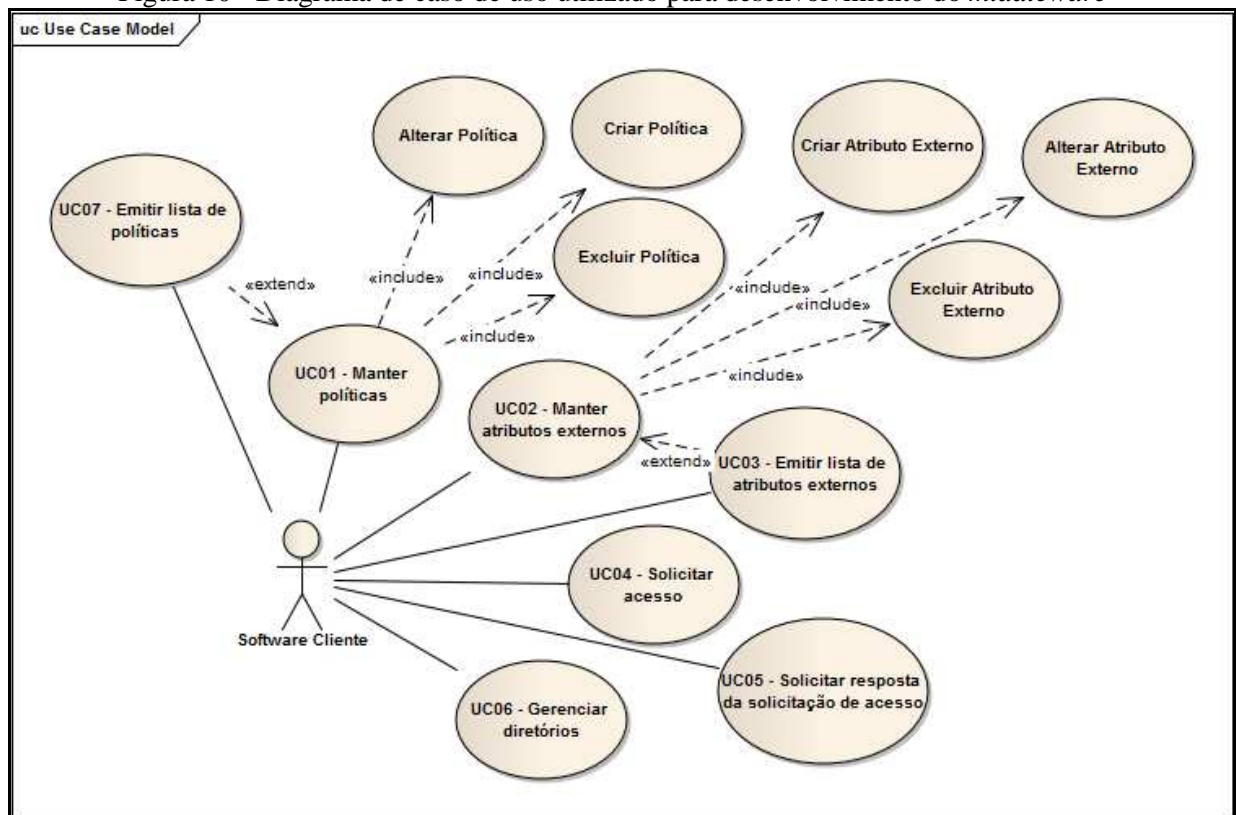 Figura 10 - Diagrama de caso de uso utilizado para desenvolvimento do middleware
uc Use Case Model
Alterar Política
Criar Política
Criar Atributo Externo
Alterar Atributo
Externo
UC07 - Emitir lista de
políticas
Excluir Política
Excluir Atributo
Externo
«extend»
«include»
«include»
«include»
«include»
«include»
«include»
UC01 - Manter
políticas
UC02 - Manter
atributos externos
«extend»
UC03 - Emitir lista de
atributos externos
UC04 - Solicitar
acesso
Software Cliente
UC05 - Solicitar resposta
da solicitação de acesso
UC06 - Gerenciar
diretórios